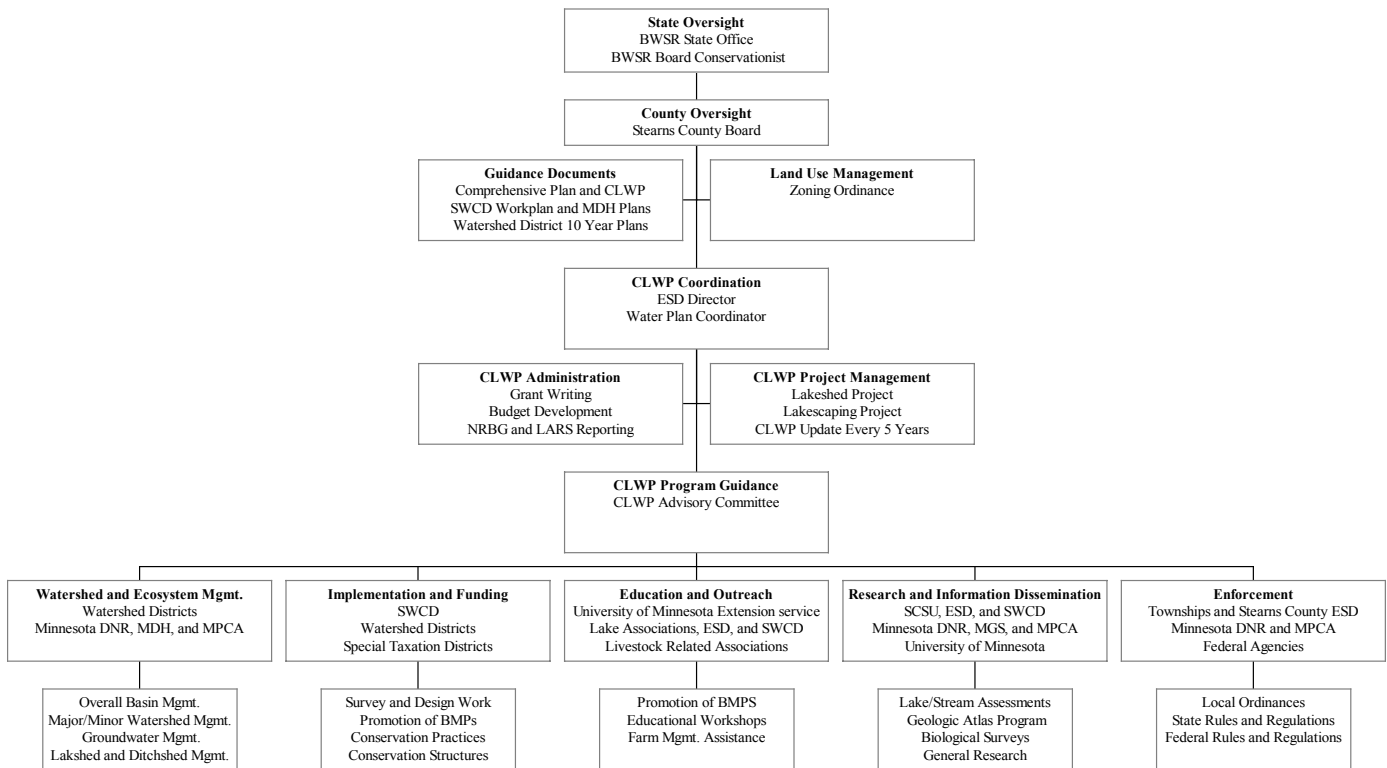 State Oversight
BWSR State Office
BWSR Board Conservationist
County Oversight
Stearns County Board
Guidance Documents
Comprehensive Plan and CLWP
SWCD Workplan and MDH Plans
Watershed District 10 Year Plans
Land Use Management
Zoning Ordinance
CLWP Coordination
ESD Director
Water Plan Coordinator
CLWP Administration
Grant Writing
Budget Development
NRBG and LARS Reporting
CLWP Project Management
Lakeshed Project
Lakescaping Project
CLWP Update Every 5 Years
CLWP Program Guidance
CLWP Advisory Committee
Watershed and Ecosystem Mgmt.
Watershed Districts
Minnesota DNR, MDH, and MPCA
Implementation and Funding
SWCD
Watershed Districts
Special Taxation Districts
Education and Outreach
University of Minnesota Extension service
Lake Associations, ESD, and SWCD
Livestock Related Associations
Research and Information Dissemination
SCSU, ESD, and SWCD
Minnesota DNR, MGS, and MPCA
University of Minnesota
Enforcement
Townships and Stearns County ESD
Minnesota DNR and MPCA
Federal Agencies
Overall Basin Mgmt.
Major/Minor Watershed Mgmt.
Groundwater Mgmt.
Lakshed and Ditchshed Mgmt.
Survey and Design Work
Promotion of BMPs
Conservation Practices
Conservation Structures
Promotion of BMPS
Educational Workshops
Farm Mgmt. Assistance
Lake/Stream Assessments
Geologic Atlas Program
Biological Surveys
General Research
Local Ordinances
State Rules and Regulations
Federal Rules and Regulations